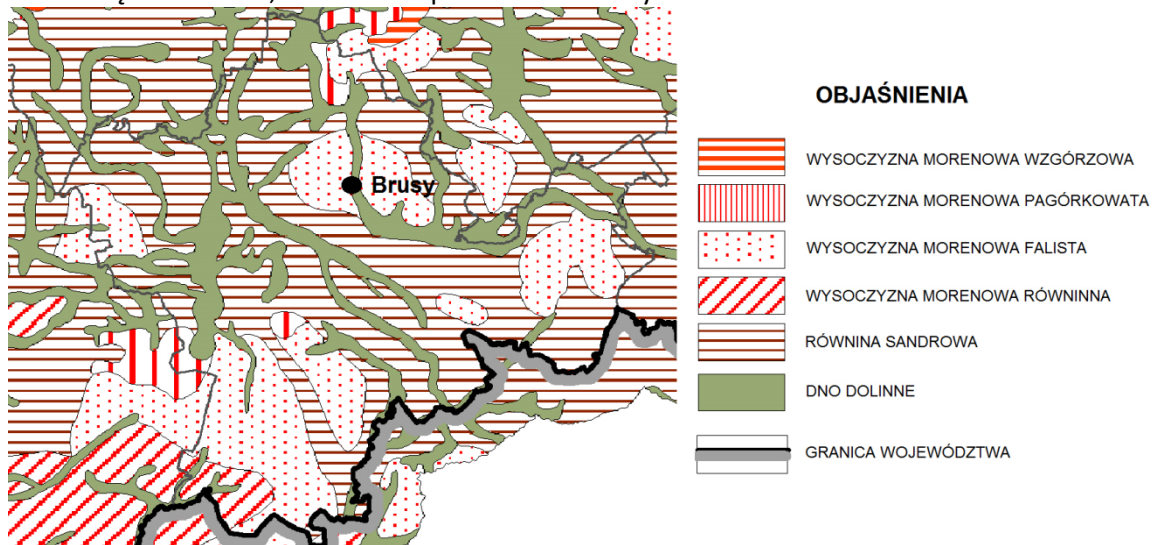 Brusy
OBJAŚNIENIA
WYSOCZYZNA MORENOWA WZGÓRZOWA
WYSOCZYZNA MORENOWA PAGÓRKOWATA
WYSOCZYZNA MORENOWA FALISTA
WYSOCZYZNA MORENOWA RÓWNINNA
RÓWNINA SANDROWA
DNO DOLINNE
GRANICA WOJEWÓDZTWA